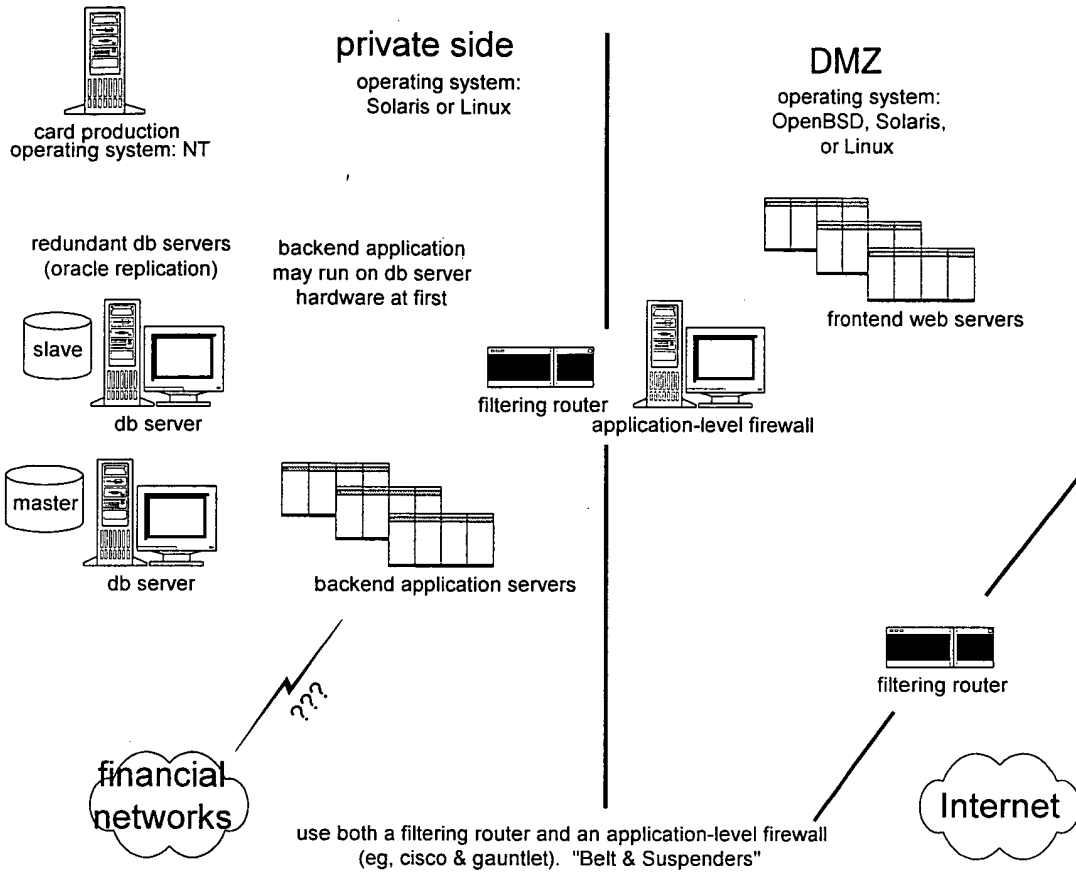 private side
operating system:
Solaris or Linux
DMZ
operating system:
OpenBSD, Solaris,
or Linux
card production
operating system: NT
redundant db servers
(oracle replication)
backend application
may run on db server
hardware at first
frontend web servers
slave
db server
filtering router
application-level firewall
master
db server
backend application servers
filtering router
???
financial
networks
Internet
use both a filtering router and an application-level firewall
(eg, cisco & gauntlet). "Belt & Suspenders"